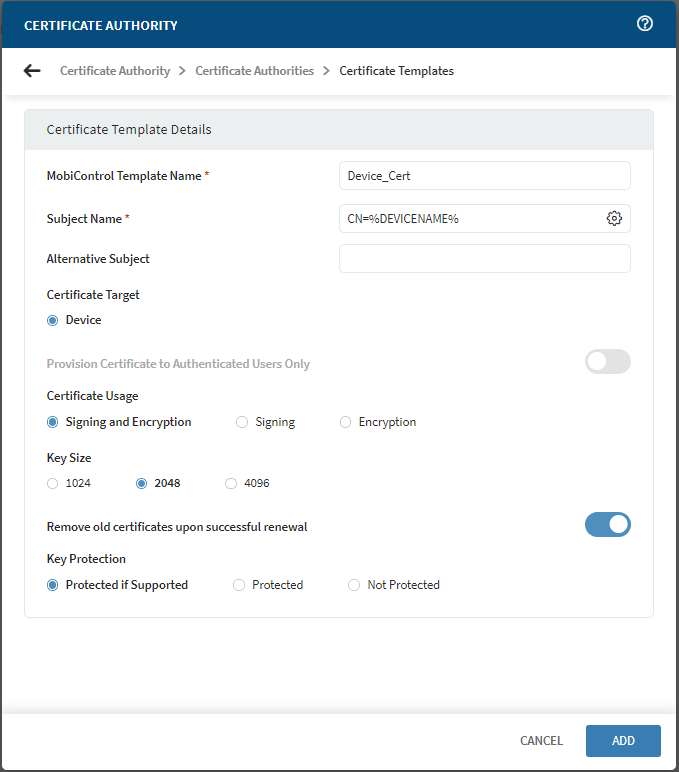 CERTIFICATE AUTHORITY
Certificate Authority > Certificate Authorities > Certificate Templates
Certificate Template Details
MobiControl Template Name * Device_Cert
Subject Name * CN=%DEVICENAME%
Alternative Subject
Certificate Target
Device
Provision Certificate to Authenticated Users Only
Certificate Usage
Signing and Encryption Signing Encryption
Key Size
1024 2048 4096
Remove old certificates upon successful renewal
Key Protection
Protected if Supported Protected Not Protected
CANCEL ADD